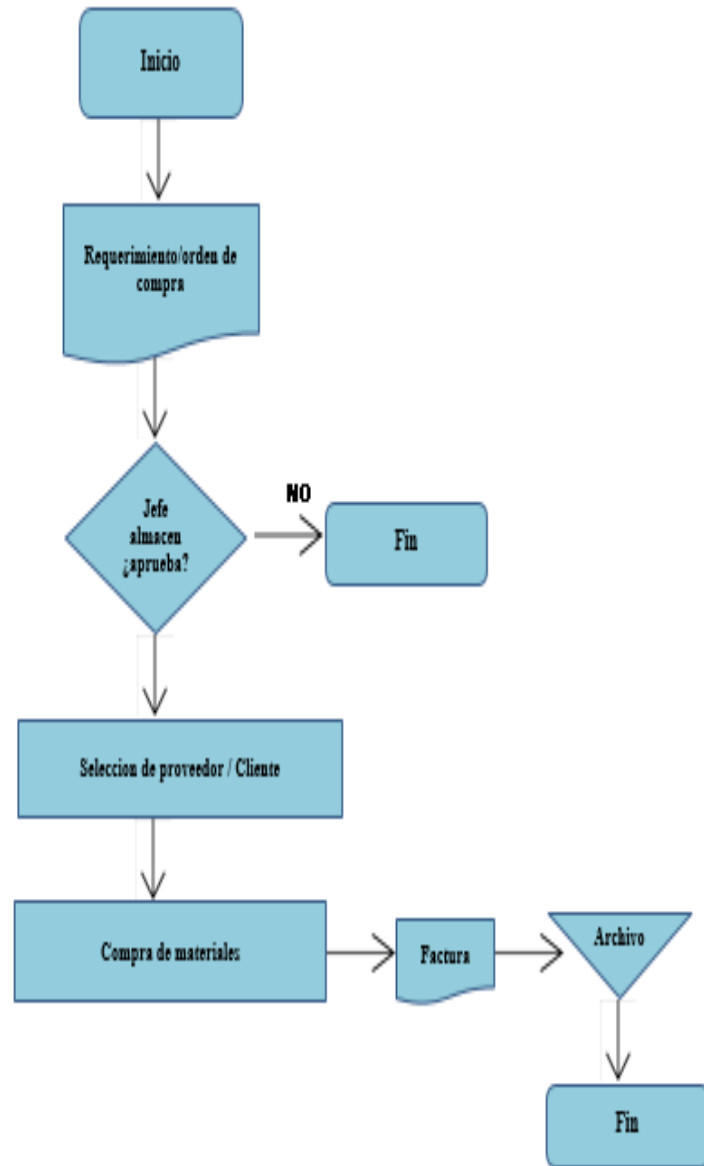 Inicio
Requerimiento/orden de
compra
Jefe
almacen
¿aprueba?
NO
Fin
Seleccion de proveedor / Cliente
Compra de materiales
Factura
Archivo
Fin